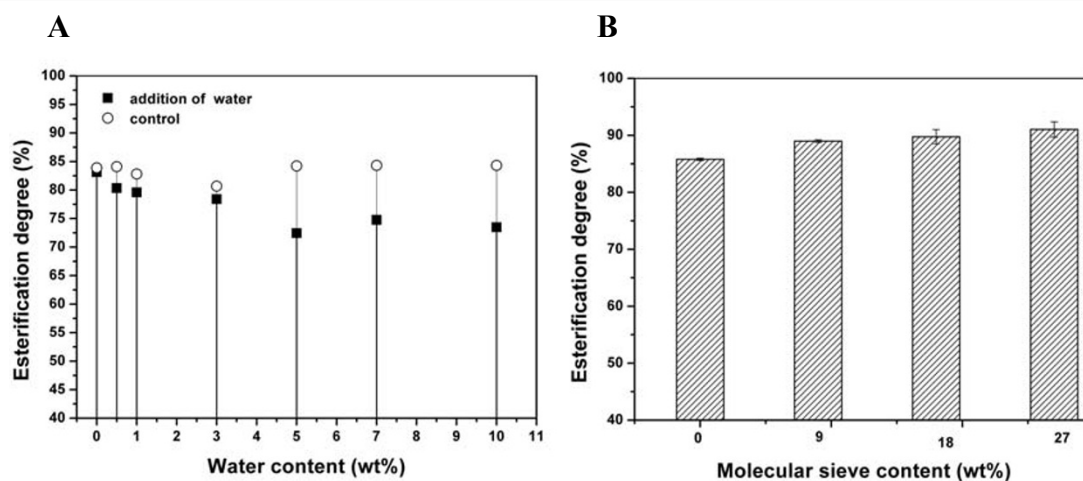 A
100
95
90
85
80
75
70
65
60
55
50
45
40
Esterification degree (%)
addition of water
control
0 1 2 3 4 5 6 7 8 9 10 11
Water content (wt%)
B
100
90
80
70
60
50
40
Esterification degree (%)
0 9 18 27
Molecular sieve content (wt%)